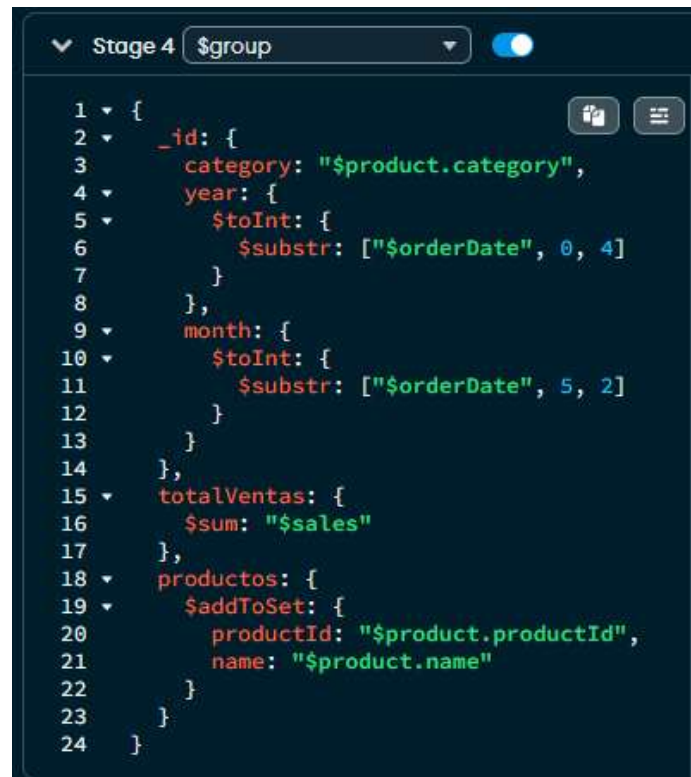 Stage 4 $group
1 {
2 _id: {
3 category: "$product.category",
4 year: {
5 $toInt: {
6 $substr: ["$orderDate", 0, 4]
7 }
8 },
9 month: {
10 $toInt: {
11 $substr: ["$orderDate", 5, 2]
12 }
13 }
14 },
15 totalVentas: {
16 $sum: "$sales"
17 },
18 productos: {
19 $addToSet: {
20 productId: "$product.productId",
21 name: "$product.name"
22 }
23 }
24 }